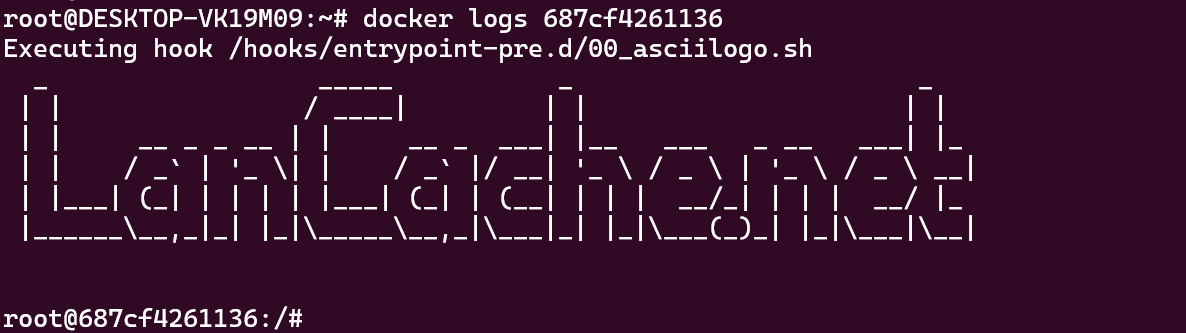 root@DESKTOP-VK19M09:~# docker logs 687cf4261136
Executing hook /hooks/entrypoint-pre.d/00_asciilogo.sh
LanCache.net
root@687cf4261136:/#